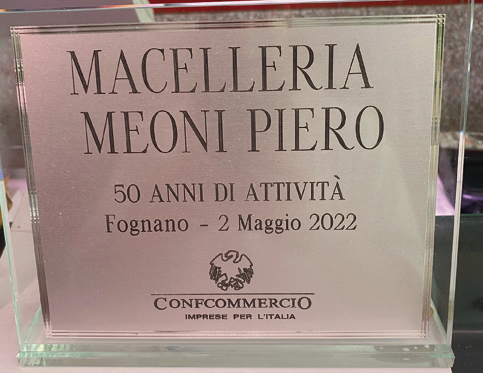 MACELLERIA
MEONI PIERO
50 ANNI DI ATTIVITÀ
Fognano - 2 Maggio 2022
CONFCOMMERCIO
IMPRESE PER L'ITALIA